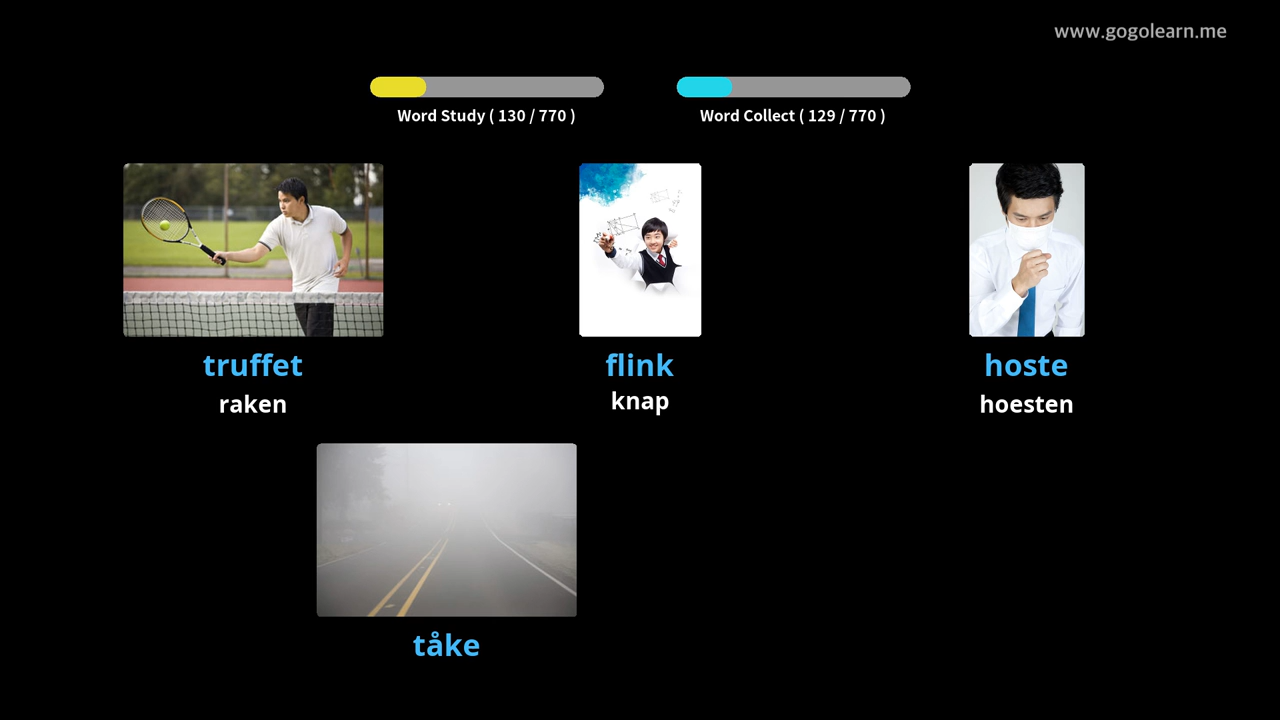 www.gogolearn.me
Word Study ( 130 / 770 )
Word Collect ( 129 / 770 )
truffet
raken
flink
knap
hoste
hoesten
tåke